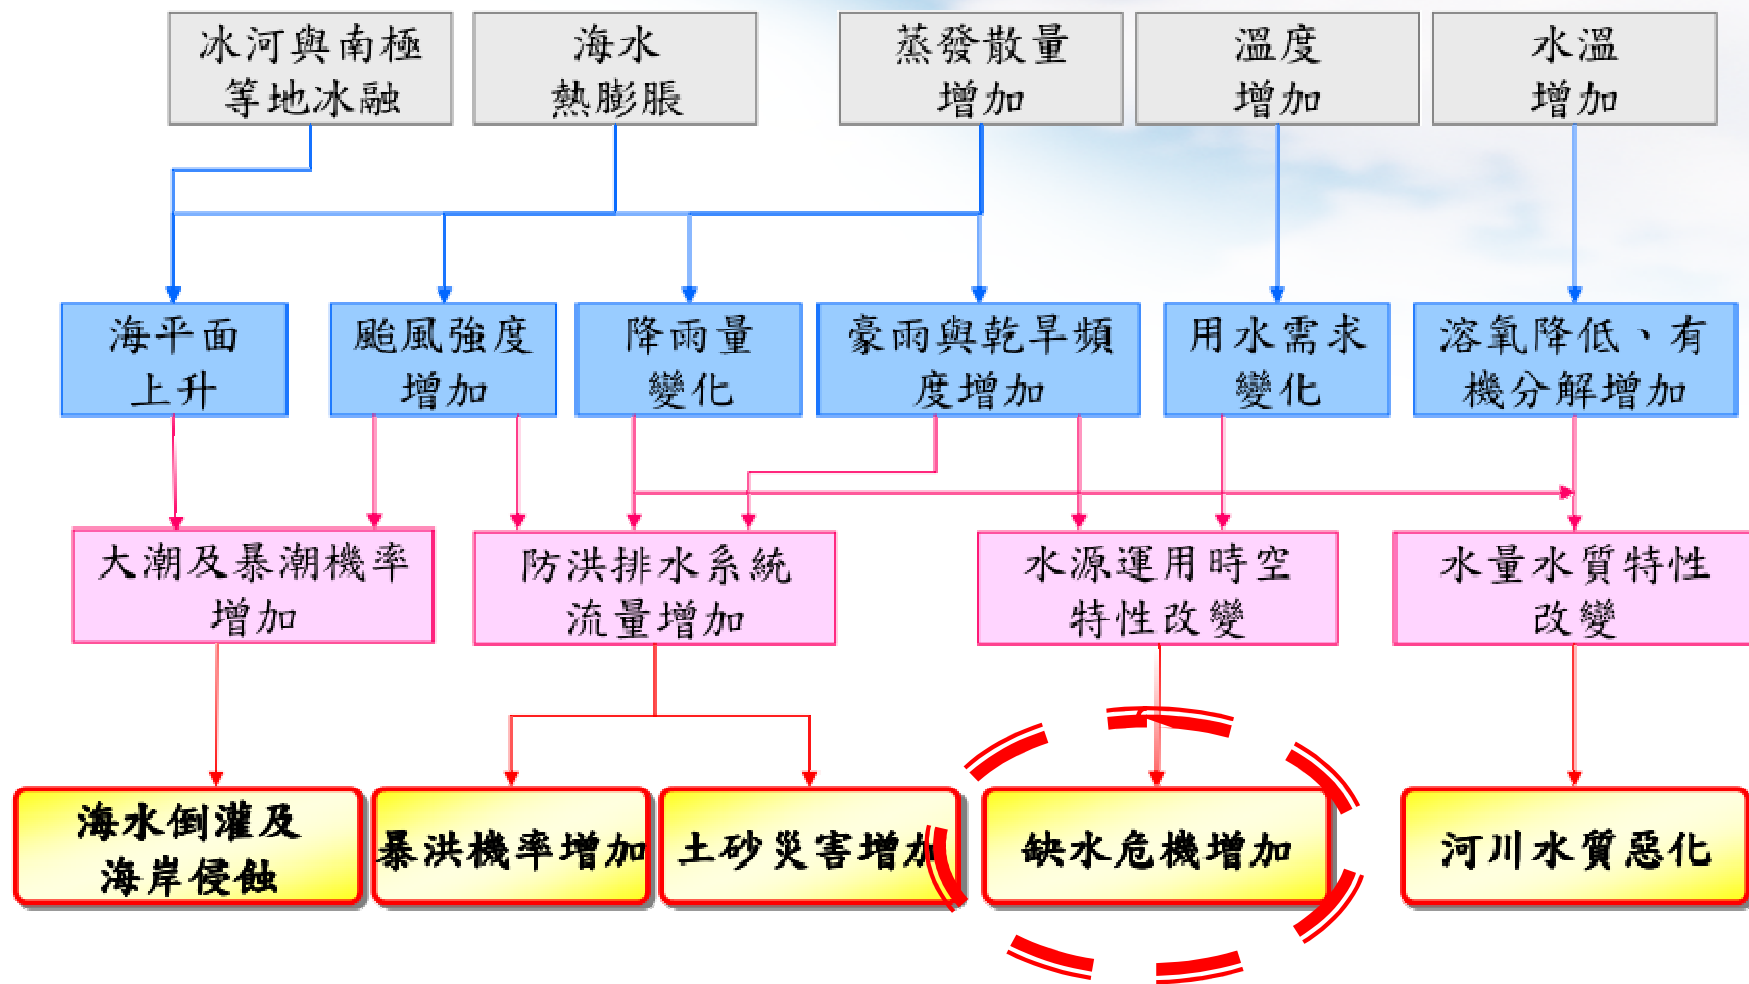 冰河與南極
等地冰融
海水
熱膨脹
蒸發散量
增加
溫度
增加
水溫
增加
海平面
上升
颱風強度
增加
降雨量
變化
豪雨與乾旱頻
度增加
用水需求
變化
溶氧降低、有
機分解增加
大潮及暴潮機率
增加
防洪排水系統
流量增加
水源運用時空
特性改變
水量水質特性
改變
海水倒灌及
海岸侵蝕
暴洪機率增加
土砂災害增加
缺水危機增加
河川水質惡化